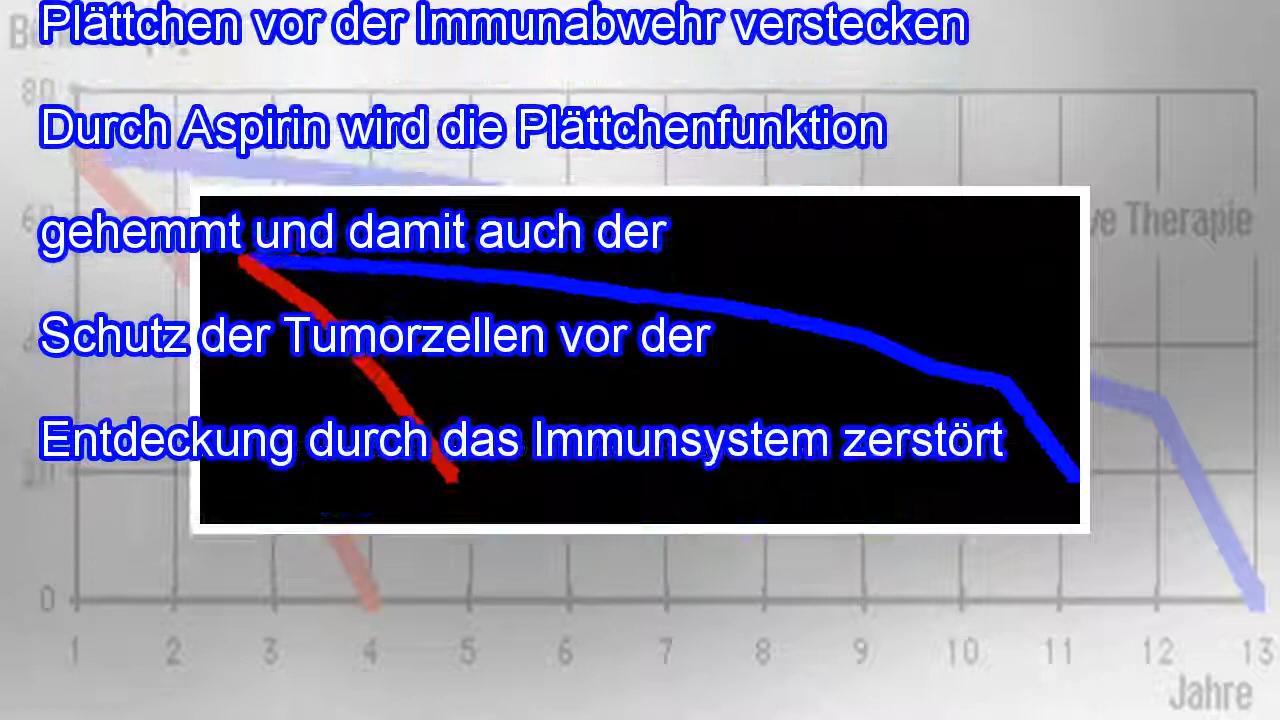 Plättchen vor der Immunabwehr verstecken
80
Durch Aspirin wird die Plättchenfunktion
Therapie
gehemmt und damit auch der
Schutz der Tumorzellen vor der
Entdeckung durch das Immunsystem zerstört
0
1 2 3 4 5 6 7 8 9 10 11 12 13
Jahre